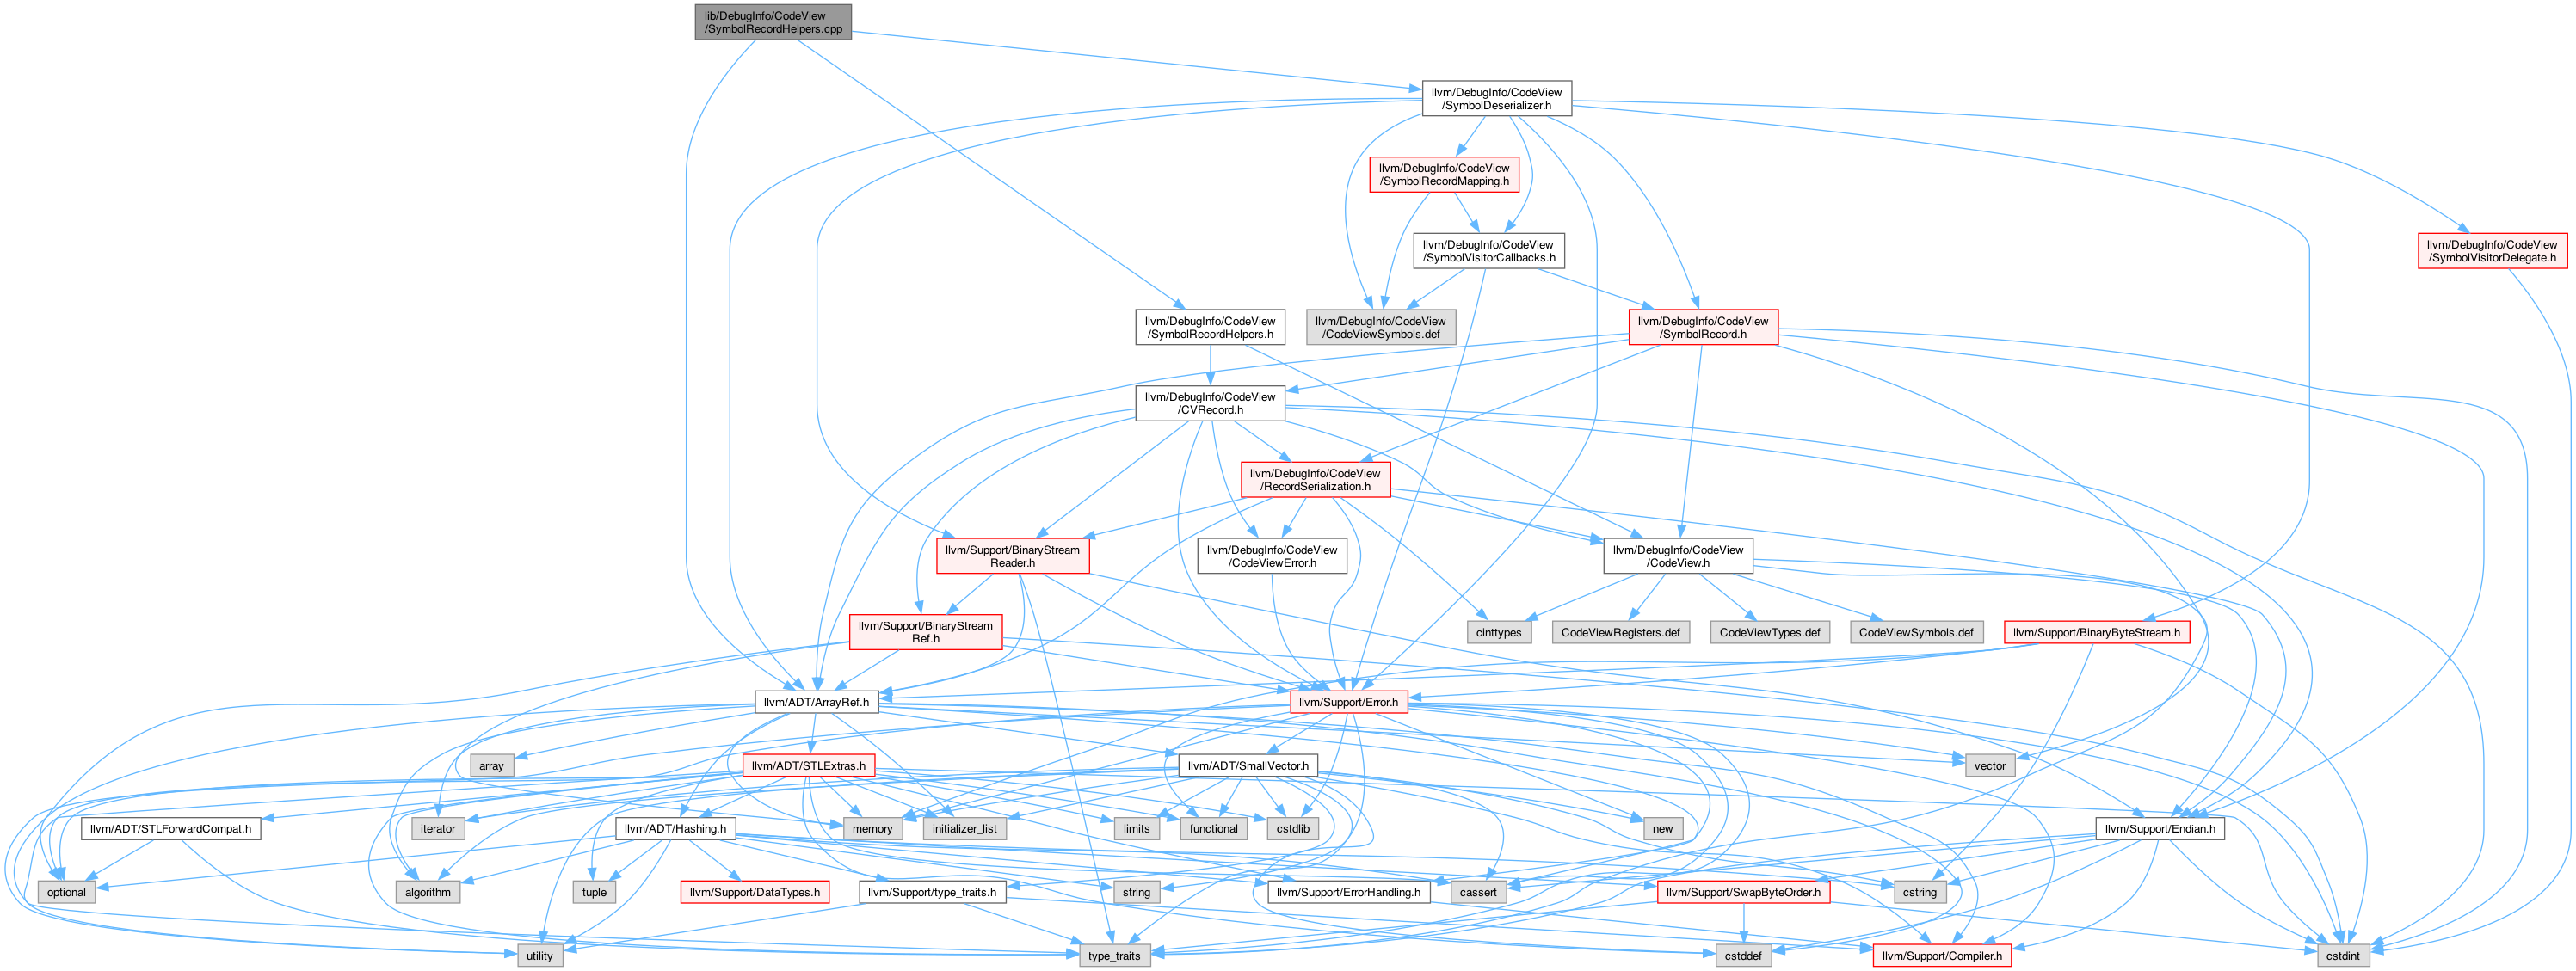 lib/DebugInfo/CodeView
/SymbolRecordHelpers.cpp
llvm/DebugInfo/CodeView
/SymbolDeserializer.h
llvm/DebugInfo/CodeView
/SymbolRecordMapping.h
llvm/DebugInfo/CodeView
/SymbolVisitorCallbacks.h
llvm/DebugInfo/CodeView
/SymbolVisitorDelegate.h
llvm/DebugInfo/CodeView
/SymbolRecordHelpers.h
llvm/DebugInfo/CodeView
/CodeViewSymbols.def
llvm/DebugInfo/CodeView
/SymbolRecord.h
llvm/DebugInfo/CodeView
/CVRecord.h
llvm/DebugInfo/CodeView
/RecordSerialization.h
llvm/Support/BinaryStream
Reader.h
llvm/DebugInfo/CodeView
/CodeViewError.h
llvm/DebugInfo/CodeView
/CodeView.h
llvm/Support/BinaryStream
Ref.h
cinttypes
CodeViewRegisters.def
CodeViewTypes.def
CodeViewSymbols.def
llvm/Support/BinaryByteStream.h
llvm/ADT/ArrayRef.h
llvm/Support/Error.h
array
llvm/ADT/STLExtras.h
llvm/ADT/SmallVector.h
vector
llvm/ADT/STLForwardCompat.h
iterator
llvm/ADT/Hashing.h
memory
initializer_list
limits
functional
cstdlib
new
llvm/Support/Endian.h
optional
algorithm
tuple
llvm/Support/DataTypes.h
llvm/Support/type_traits.h
string
llvm/Support/ErrorHandling.h
cassert
llvm/Support/SwapByteOrder.h
cstring
utility
type_traits
cstddef
llvm/Support/Compiler.h
cstdint